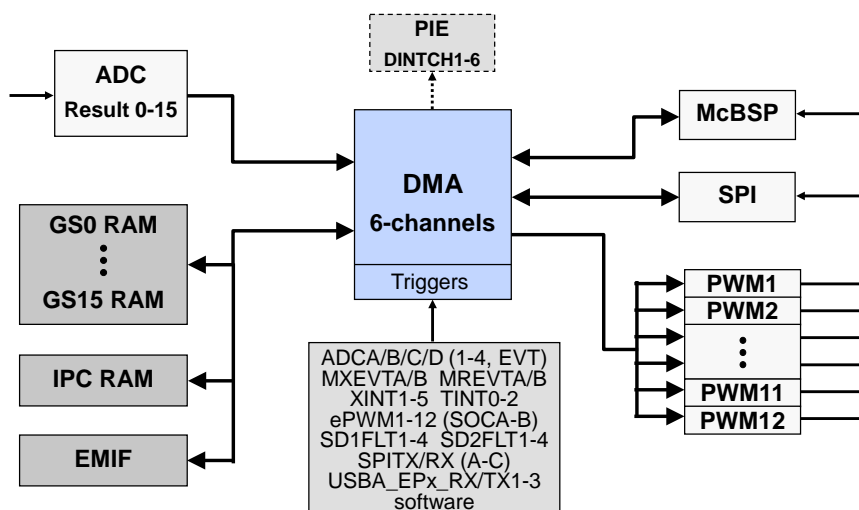 PIE
DINTCH1-6
ADC
Result 0-15
McBSP
DMA
6-channels
SPI
GS0 RAM
GS15 RAM
Triggers
PWM1
PWM2
PWM11
PWM12
IPC RAM
EMIF
ADCA/B/C/D (1-4, EVT)
MXEVTA/B MREVTA/B
XINT1-5 TINT0-2
ePWM1-12 (SOCA-B)
SD1FLT1-4 SD2FLT1-4
SPITX/RX (A-C)
USBA_EPx_RX/TX1-3
software